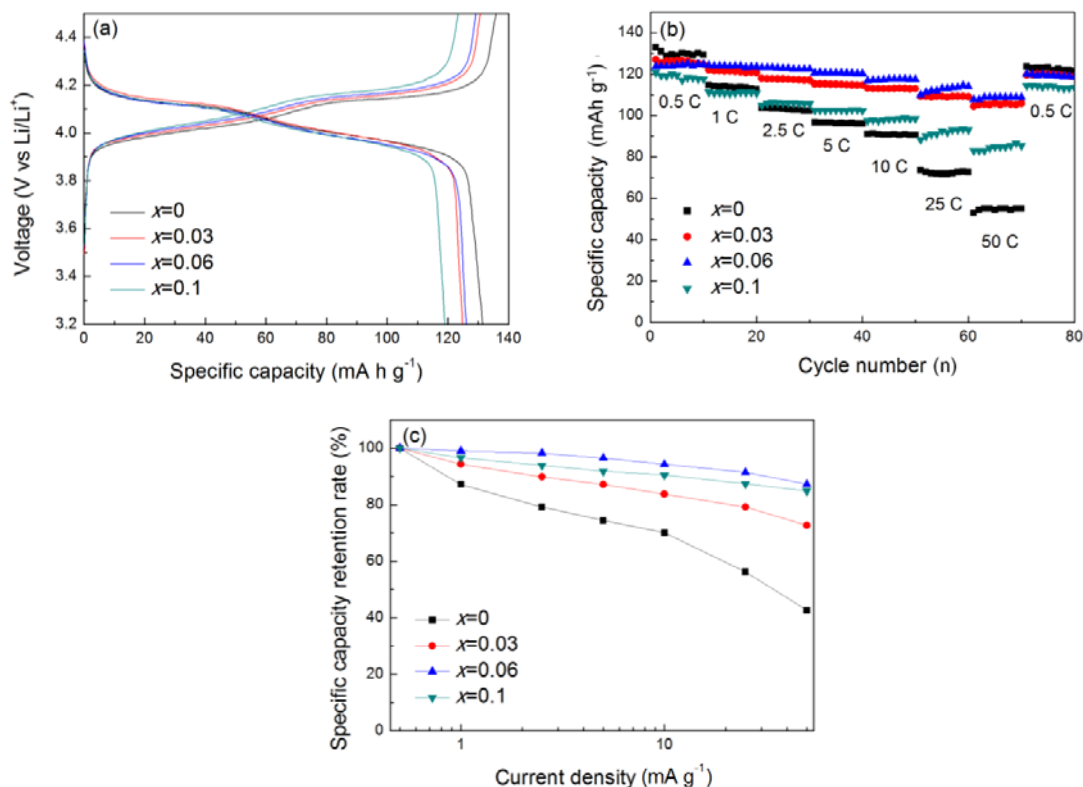 (a)
4.4
4.2
4.0
3.8
3.6
3.4
3.2
Voltage (V vs Li/Li⁺)
x=0
x=0.03
x=0.06
x=0.1
0 20 40 60 80 100 120 140
Specific capacity (mA h g⁻¹)
(b)
140
120
100
80
60
40
20
0
Specific capacity (mAh g⁻¹)
0.5 C
1 C
2.5 C
5 C
10 C
25 C
50 C
0.5 C
x=0
x=0.03
x=0.06
x=0.1
0 20 40 60 80
Cycle number (n)
(c)
100
80
60
40
20
0
Specific capacity retention rate (%)
x=0
x=0.03
x=0.06
x=0.1
1 10
Current density (mA g⁻¹)